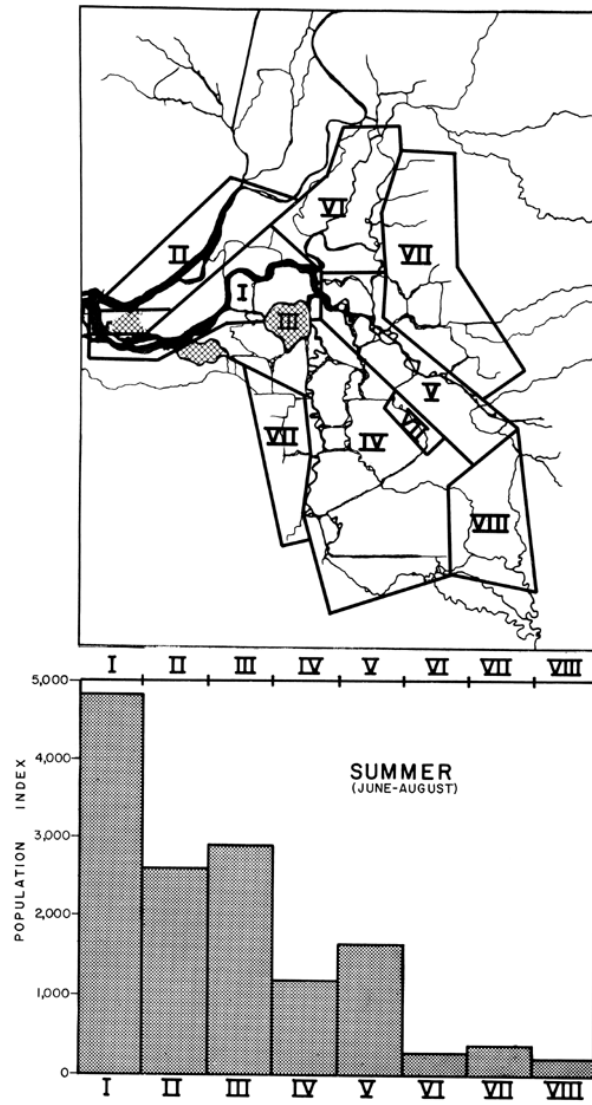 VI
II
VII
I
III
V
VII
VII
IV
VIII
I II III IV V VI VII VIII
5,000
4,000
3,000
2,000
1,000
0
POPULATION INDEX
SUMMER
(JUNE-AUGUST)
I II III IV V VI VII VIII